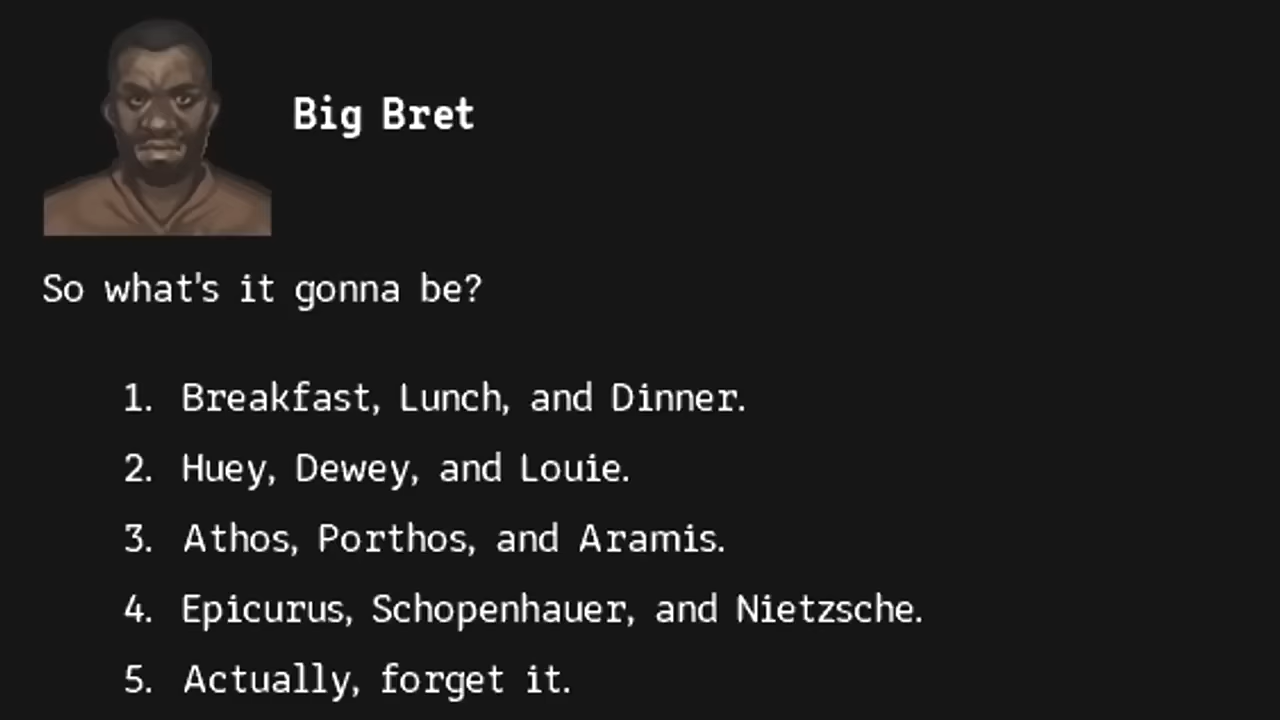 Big Bret
So what's it gonna be?
1. Breakfast, Lunch, and Dinner.
2. Huey, Dewey, and Louie.
3. Athos, Porthos, and Aramis.
4. Epicurus, Schopenhauer, and Nietzsche.
5. Actually, forget it.